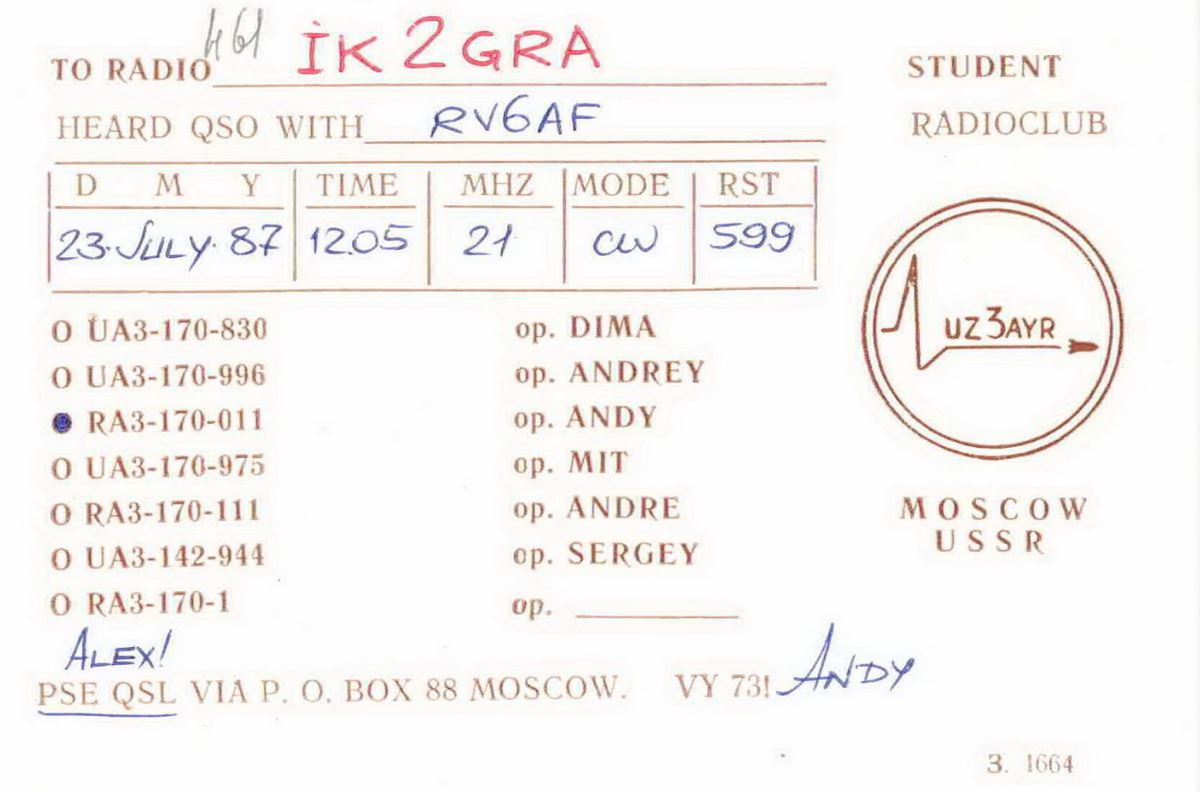 461
TO RADIO IK2GRA
HEARD QSO WITH RV6AF
D M Y TIME MHZ MODE RST
23. JULY. 87 12.05 21 CW 599
O UA3-170-830 op. DIMA
O UA3-170-996 op. ANDREY
● RA3-170-011 op. ANDY
O UA3-170-975 op. MIT
O RA3-170-111 op. ANDRE
O UA3-142-944 op. SERGEY
O RA3-170-1 op.
ALEX!
PSE QSL VIA P. O. BOX 88 MOSCOW. VY 73! ANDY
STUDENT
RADIOCLUB
UZ3AYR
MOSCOW
USSR
З. 1664